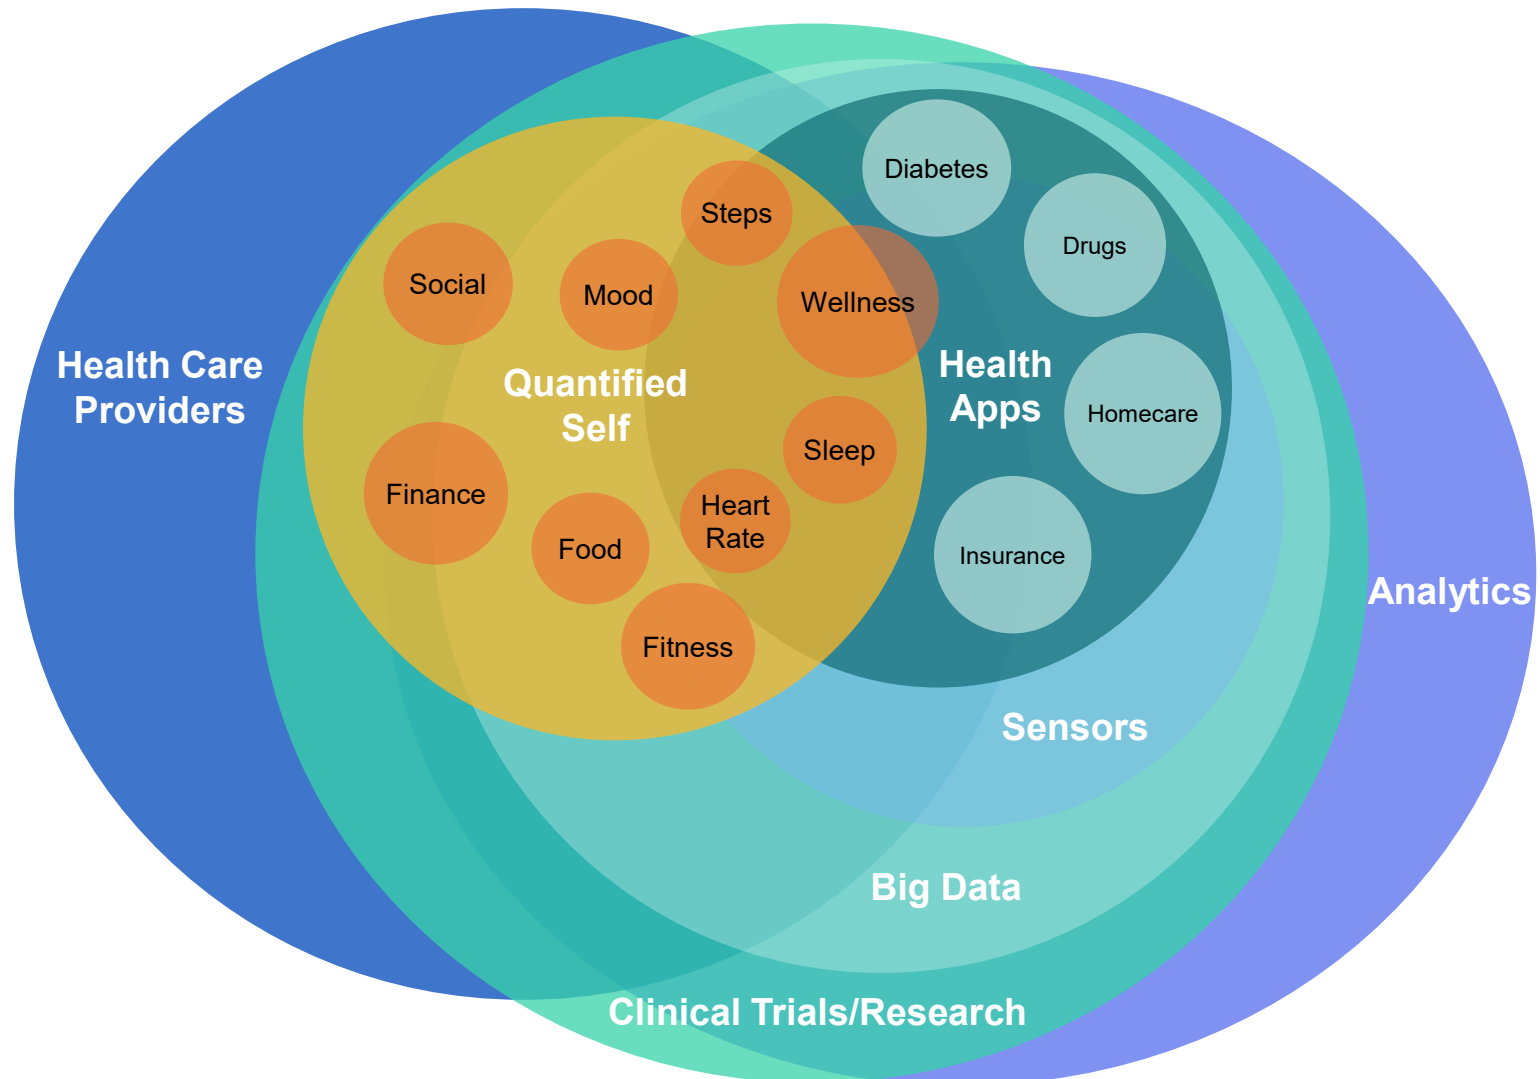 Diabetes
Steps
Drugs
Social
Mood
Wellness
Health Care
Providers
Quantified
Self
Health
Apps
Homecare
Sleep
Finance
Heart
Rate
Food
Insurance
Analytics
Fitness
Sensors
Big Data
Clinical Trials/Research